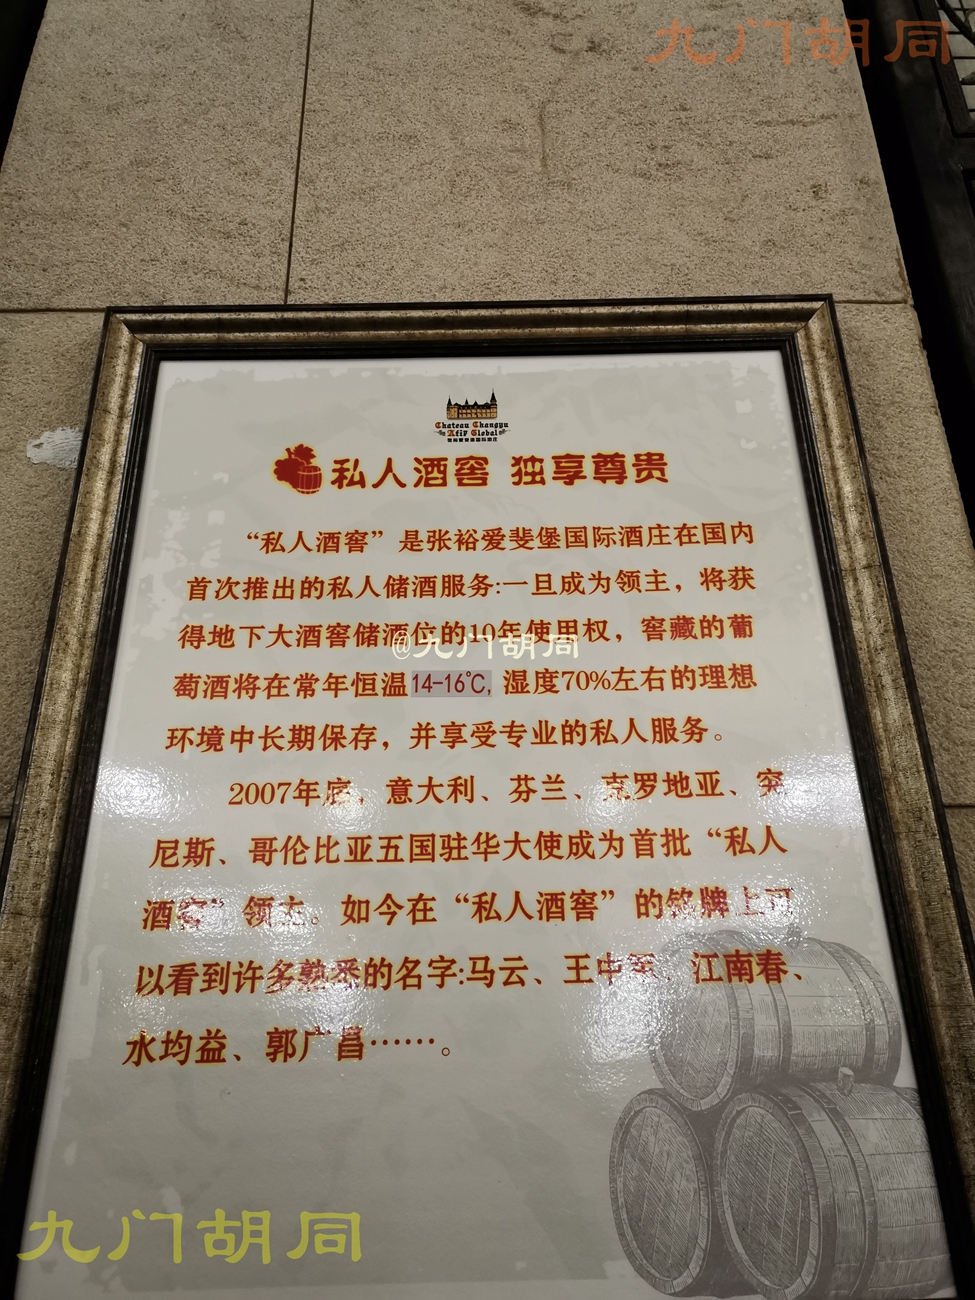 九门胡同
Chateau Changyu
AFIP Global
私人酒窖 独享尊贵
“私人酒窖”是张裕爱斐堡国际酒庄在国内
首次推出的私人储酒服务:一旦成为领主，将获
得地下大酒窖储酒位的10年使用权，窖藏的葡
@九门胡同
萄酒将在常年恒温14-16℃,湿度70%左右的理想
环境中长期保存，并享受专业的私人服务。
2007年底，意大利、芬兰、克罗地亚、突
尼斯、哥伦比亚五国驻华大使成为首批“私人
酒窖”领主。如今在“私人酒窖”的铭牌上可
以看到许多熟悉的名字:马云、王中军、江南春、
水均益、郭广昌……。
九门胡同